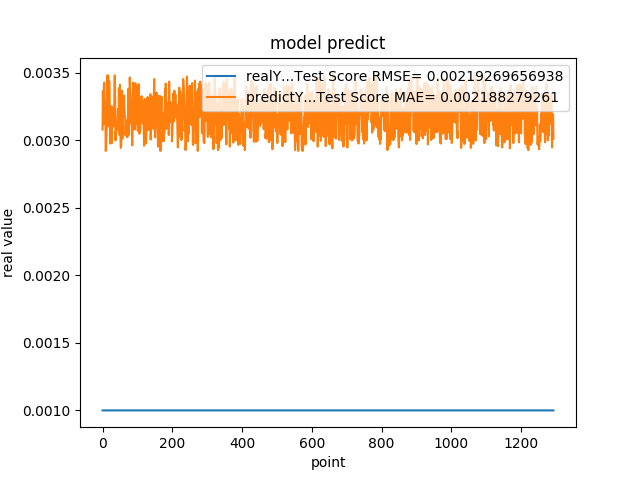 model predict
realY...Test Score RMSE= 0.00219269656938
predictY...Test Score MAE= 0.002188279261
0.0035
0.0030
0.0025
0.0020
0.0015
0.0010
real value
0 200 400 600 800 1000 1200
point